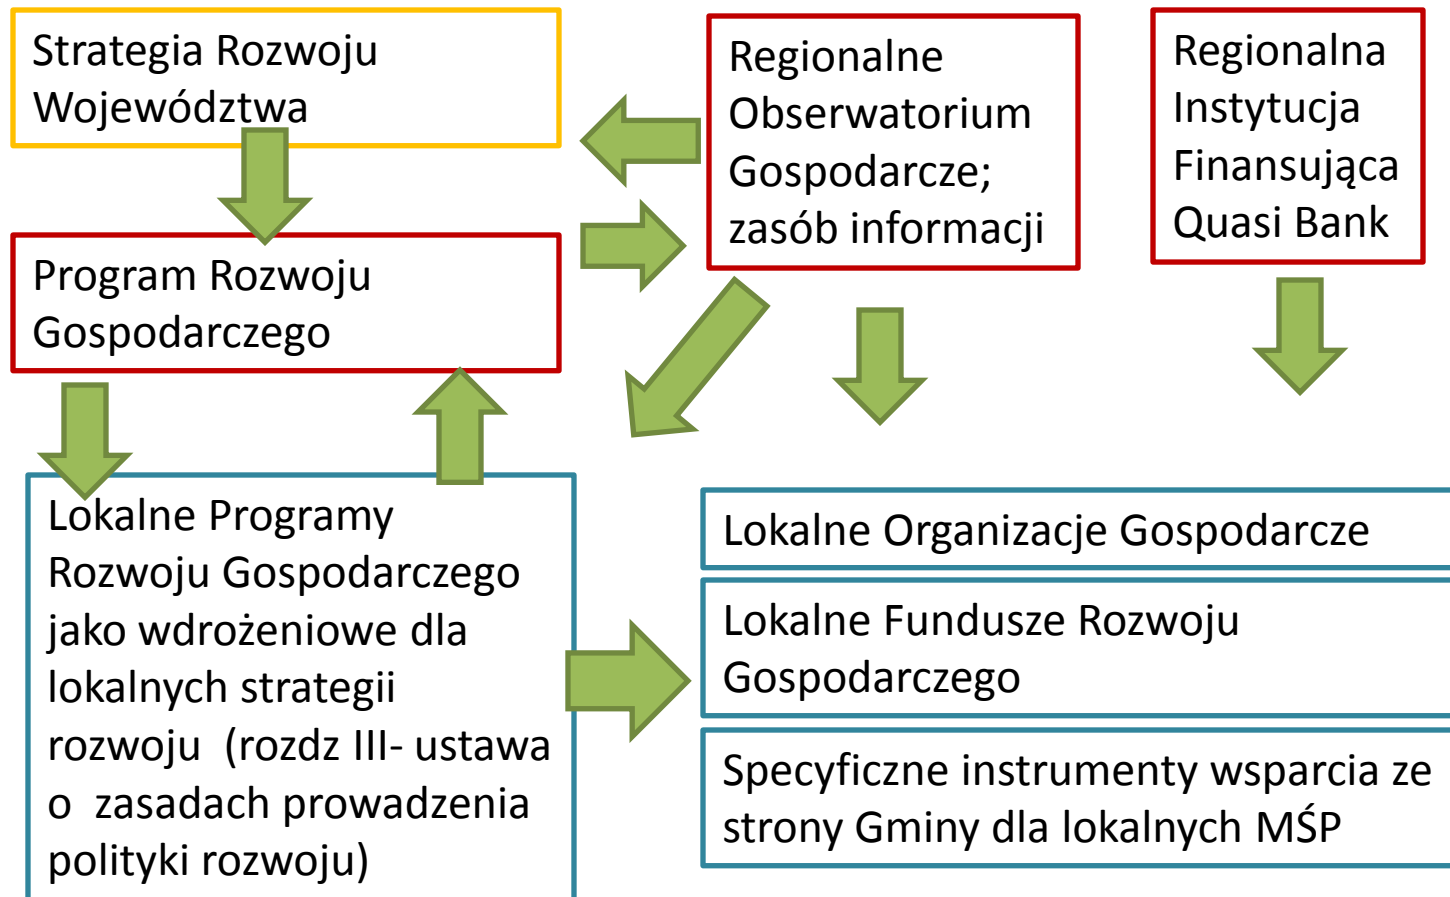 Strategia Rozwoju
Województwa
Regionalne
Obserwatorium
Gospodarcze;
zasób informacji
Regionalna
Instytucja
Finansująca
Quasi Bank
Program Rozwoju
Gospodarczego
Lokalne Programy
Rozwoju Gospodarczego
jako wdrożeniowe dla
lokalnych strategii
rozwoju (rozdz III- ustawa
o zasadach prowadzenia
polityki rozwoju)
Lokalne Organizacje Gospodarcze
Lokalne Fundusze Rozwoju
Gospodarczego
Specyficzne instrumenty wsparcia ze
strony Gminy dla lokalnych MŚP